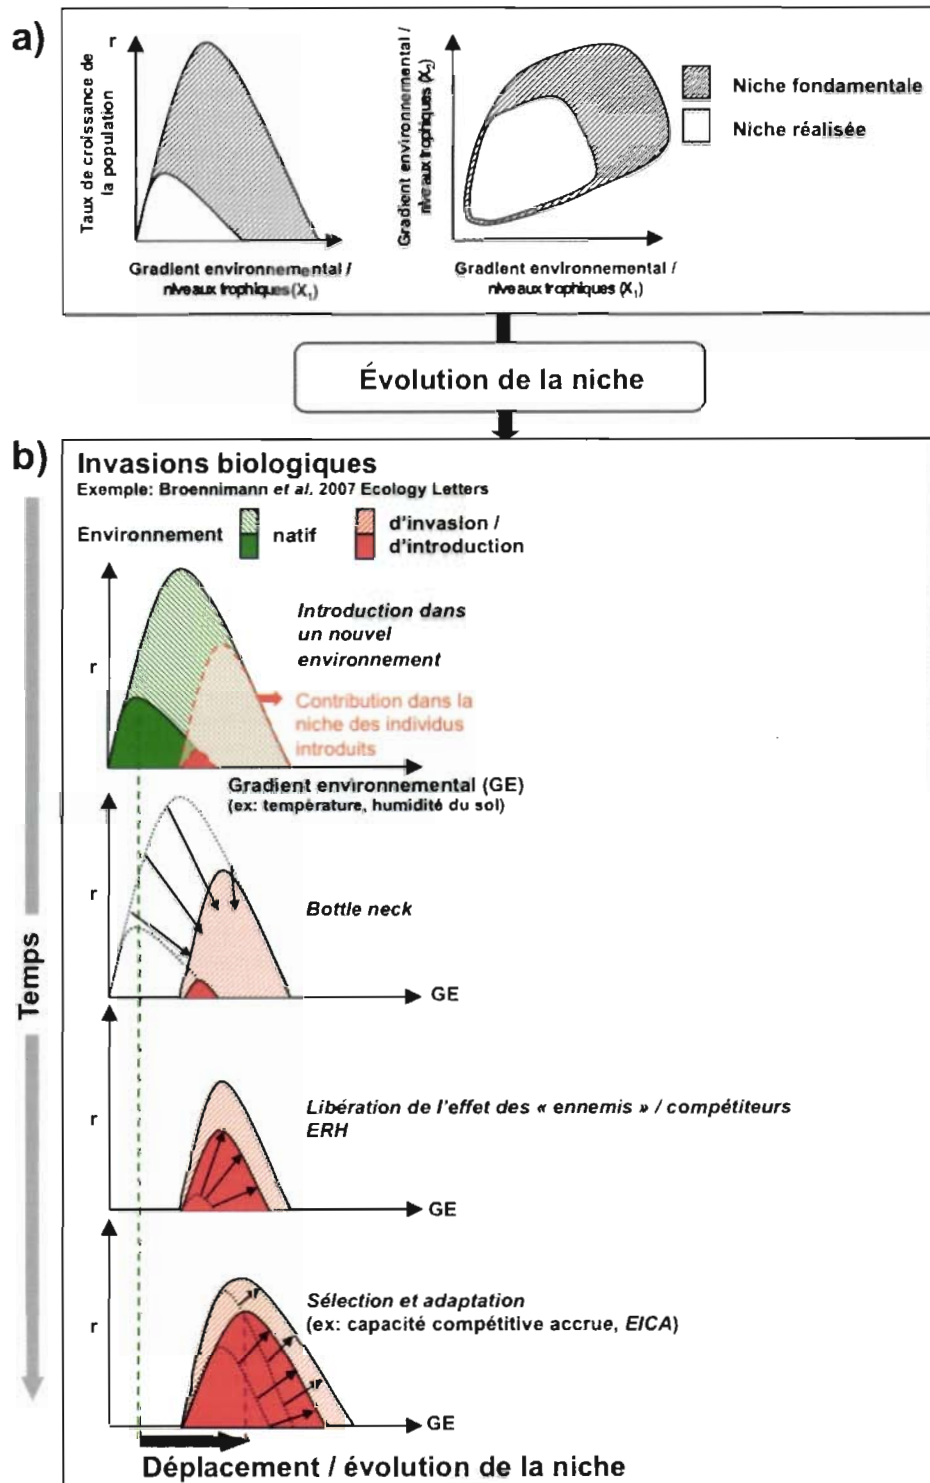 a)
r
Taux de croissance de
la population
Gradient environnemental /
niveaux trophiques (X1)
Gradient environnemental /
niveaux trophiques (X2)
Gradient environnemental /
niveaux trophiques (X1)
Niche fondamentale
Niche réalisée
Évolution de la niche
b)
Invasions biologiques
Exemple: Broennimann et al. 2007 Ecology Letters
Environnement
natif
d'invasion /
d'introduction
Temps
r
Introduction dans
un nouvel
environnement
Contribution dans la
niche des individus
introduits
Gradient environnemental (GE)
(ex: température, humidité du sol)
r
Bottle neck
GE
r
Libération de l'effet des « ennemis » / compétiteurs
ERH
GE
r
Sélection et adaptation
(ex: capacité compétitive accrue, EICA)
GE
Déplacement / évolution de la niche